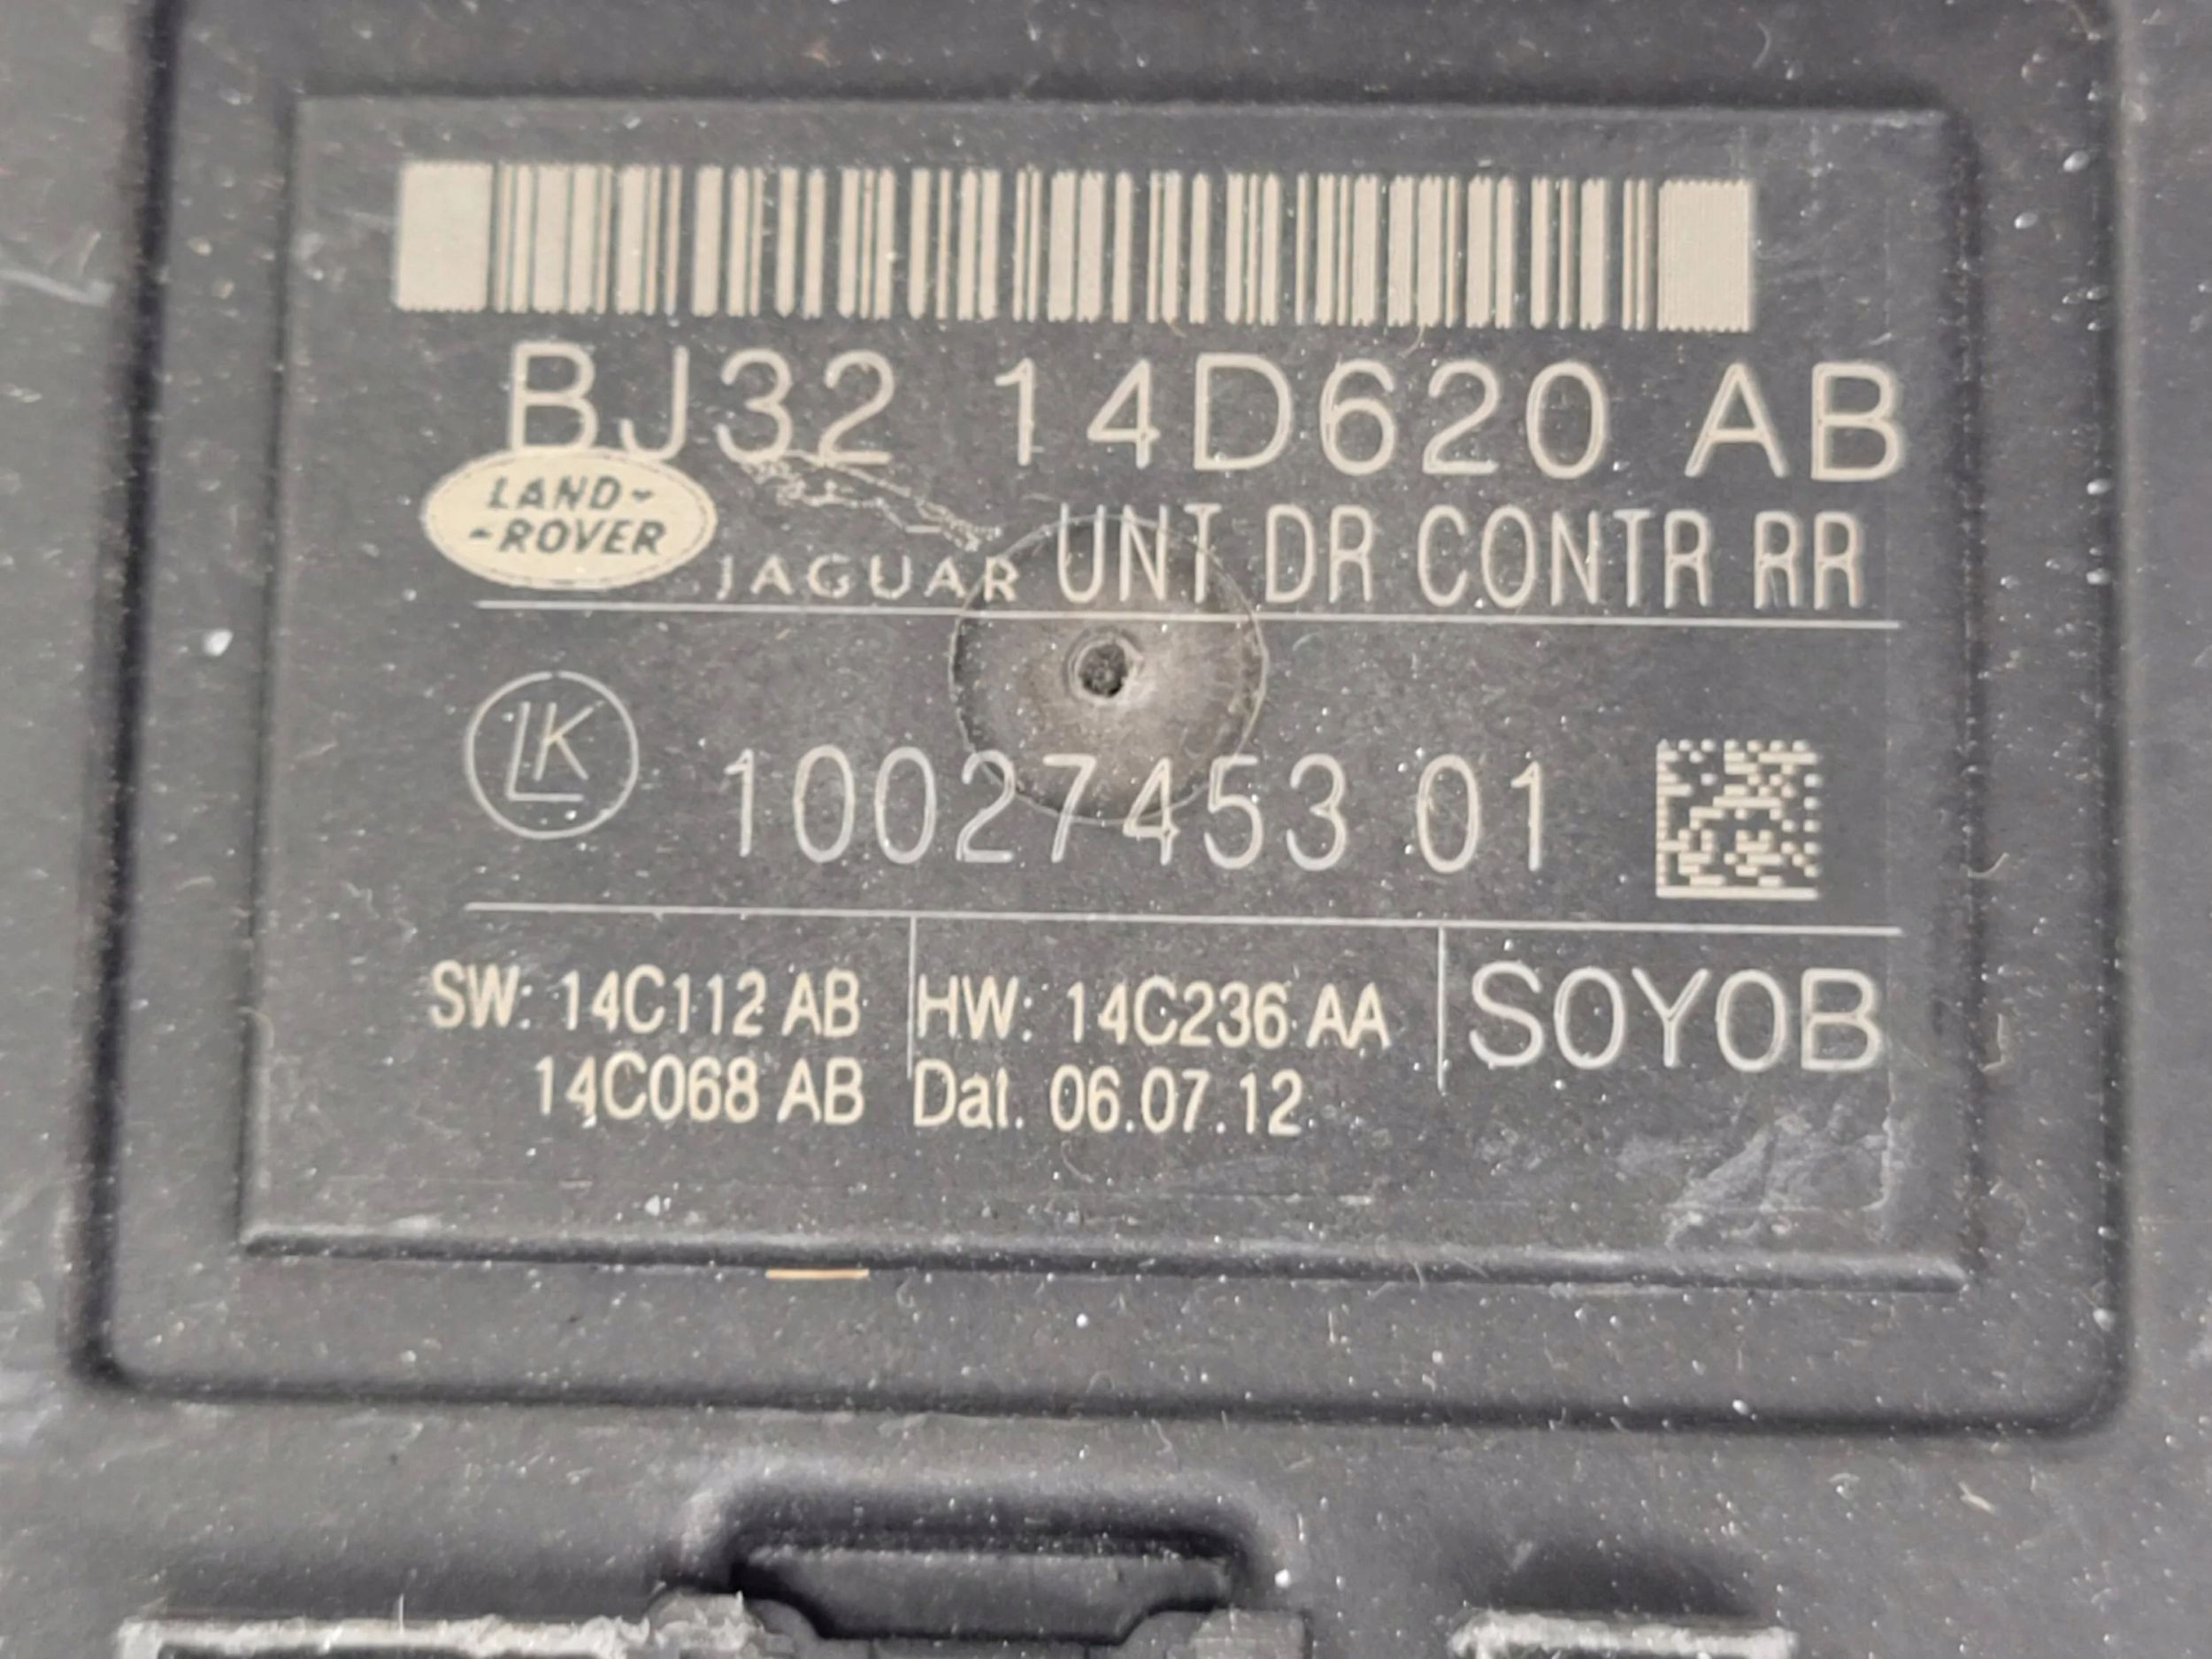 BJ32 14D620 AB
LAND-
-ROVER
JAGUAR UNT DR CONTR RR
LK 10027453 01
SW: 14C112 AB HW: 14C236 AA S0Y0B
14C068 AB Dat. 06.07.12